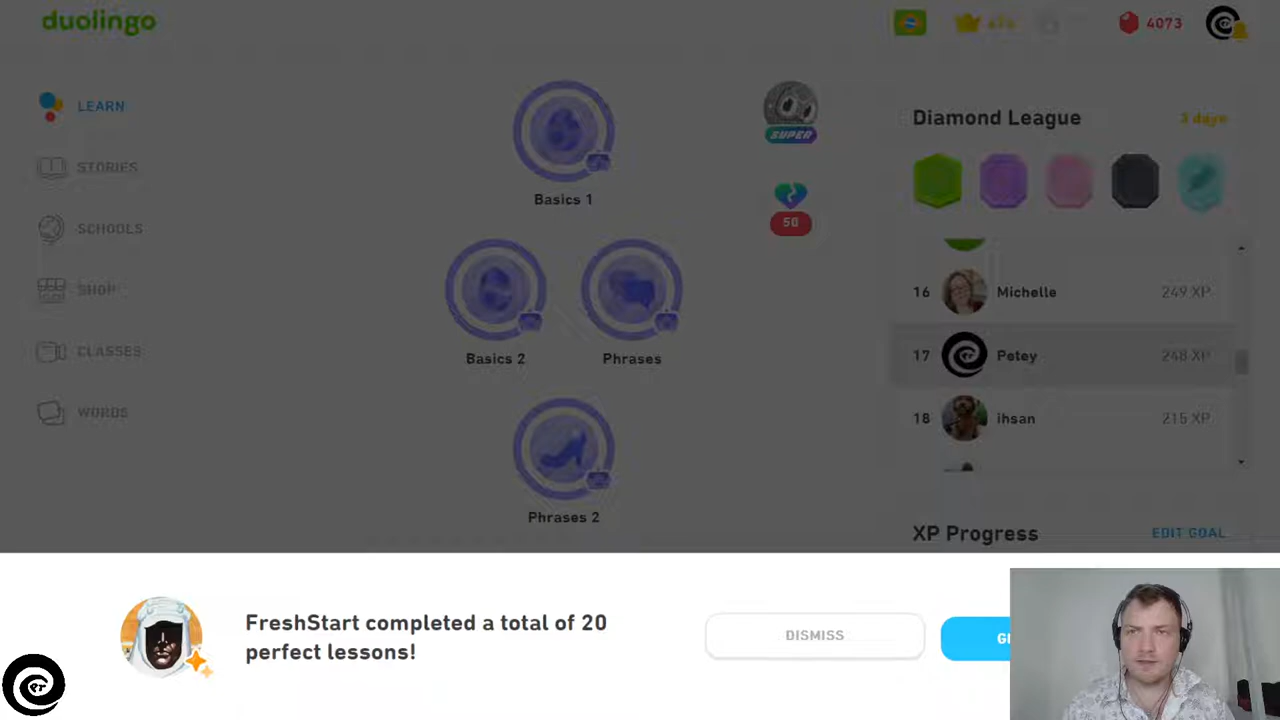 duolingo
4073
LEARN
STORIES
SCHOOLS
SHOP
CLASSES
WORDS
Basics 1
Basics 2
Phrases
Phrases 2
SUPER
50
Diamond League
3 days
16 Michelle 249 XP
17 Petey 248 XP
18 ihsan 215 XP
XP Progress
EDIT GOAL
FreshStart completed a total of 20
perfect lessons!
DISMISS